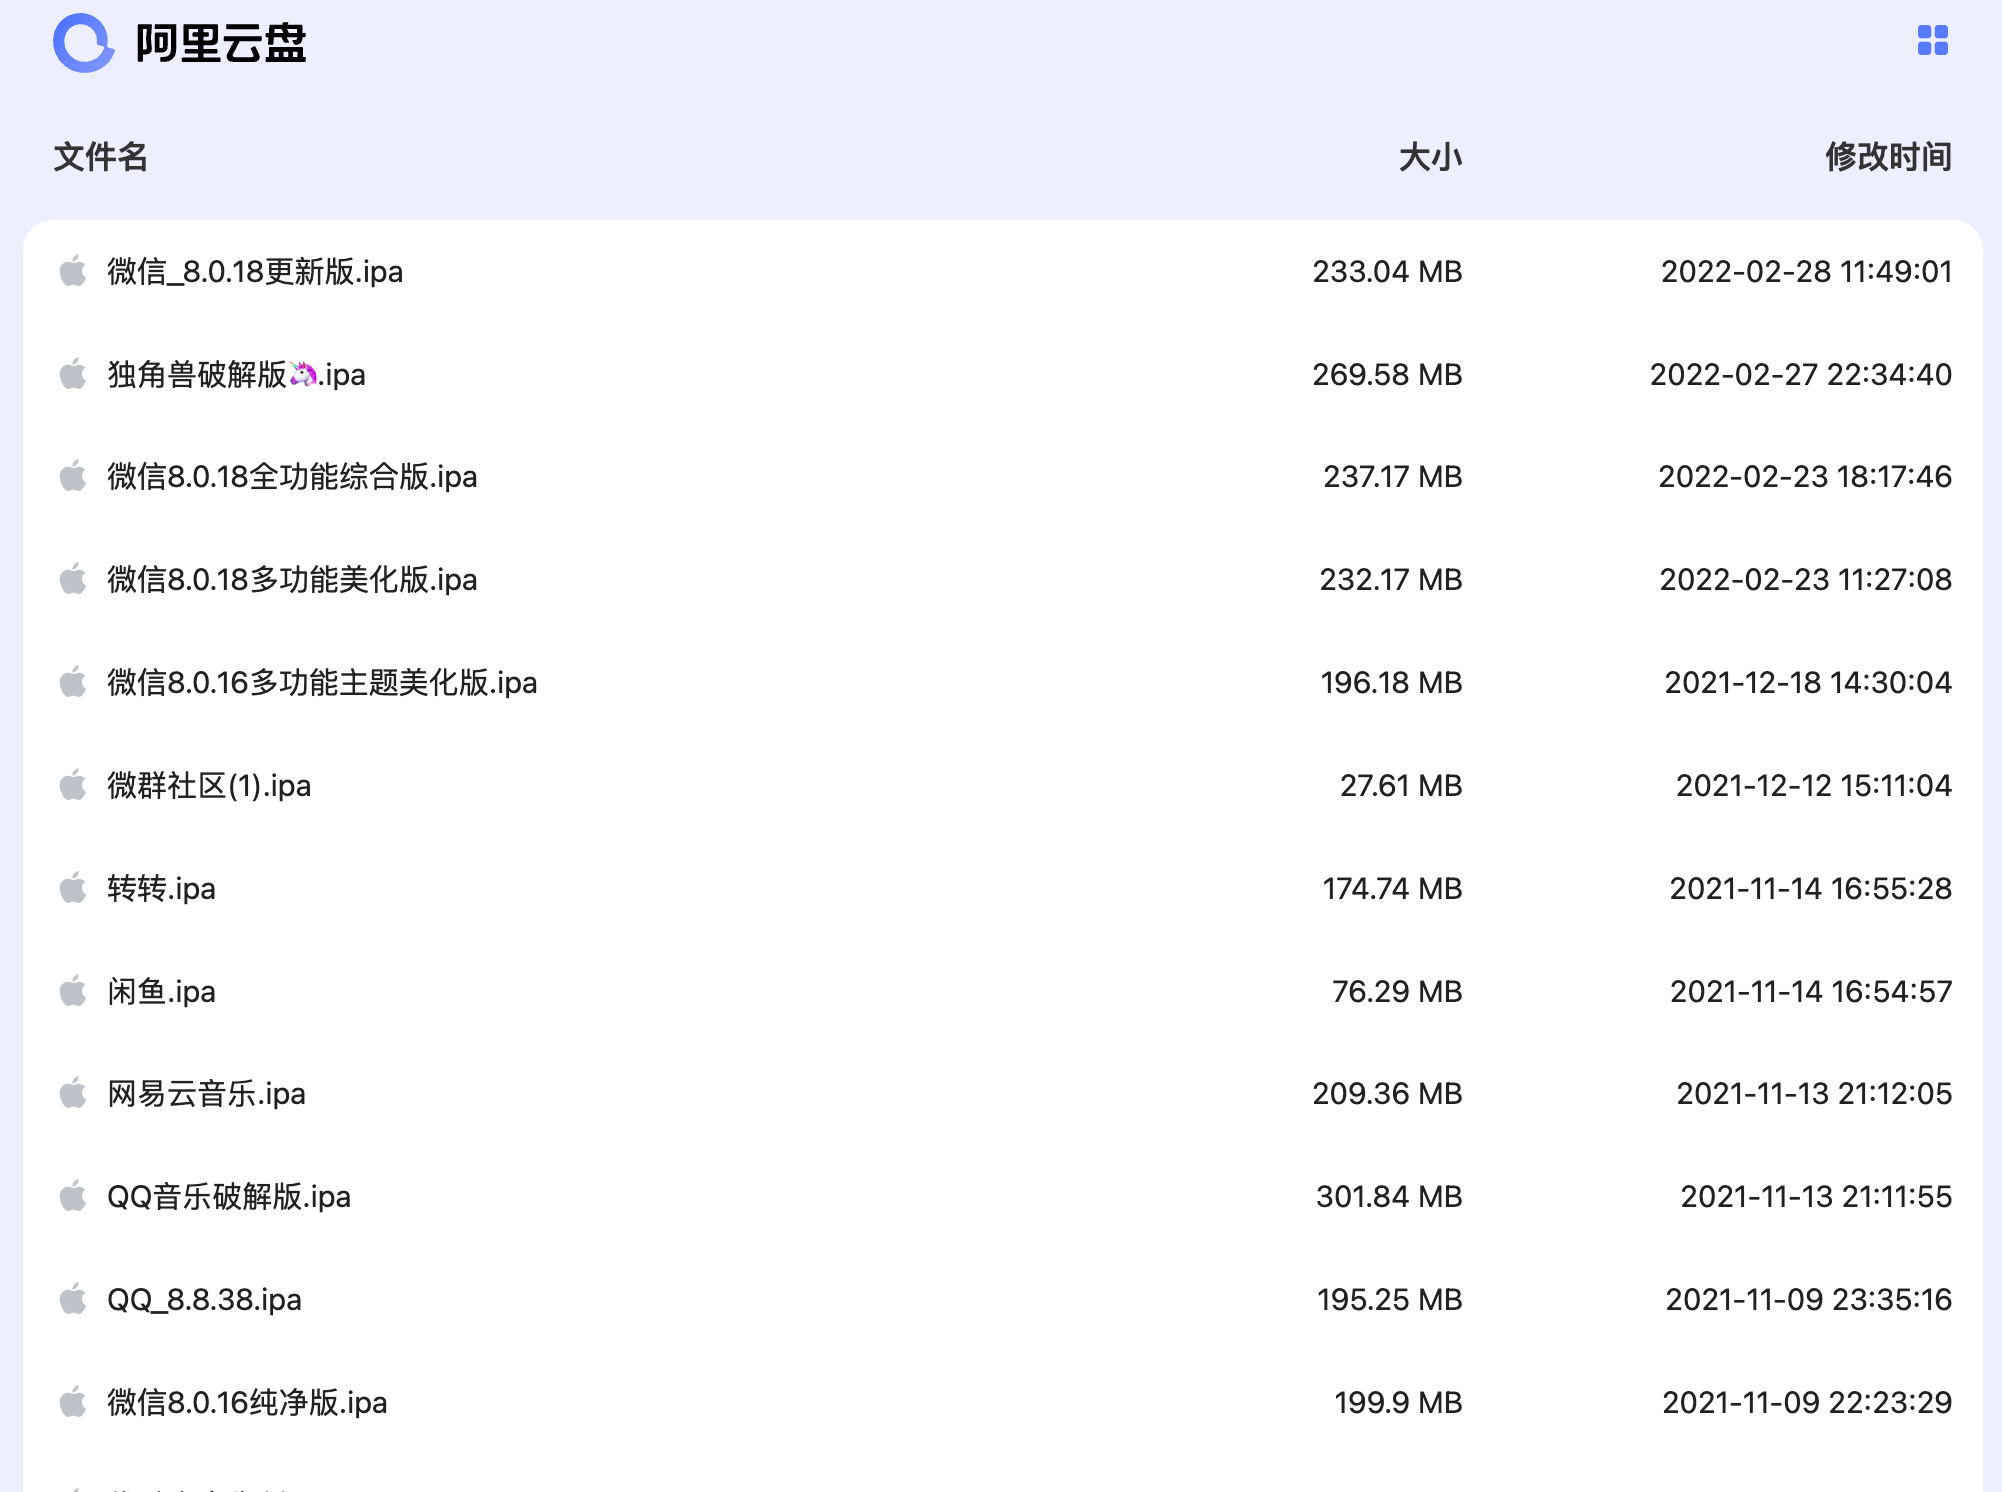 阿里云盘
文件名 大小 修改时间
微信_8.0.18更新版.ipa 233.04 MB 2022-02-28 11:49:01
独角兽破解版🦄.ipa 269.58 MB 2022-02-27 22:34:40
微信8.0.18全功能综合版.ipa 237.17 MB 2022-02-23 18:17:46
微信8.0.18多功能美化版.ipa 232.17 MB 2022-02-23 11:27:08
微信8.0.16多功能主题美化版.ipa 196.18 MB 2021-12-18 14:30:04
微群社区(1).ipa 27.61 MB 2021-12-12 15:11:04
转转.ipa 174.74 MB 2021-11-14 16:55:28
闲鱼.ipa 76.29 MB 2021-11-14 16:54:57
网易云音乐.ipa 209.36 MB 2021-11-13 21:12:05
QQ音乐破解版.ipa 301.84 MB 2021-11-13 21:11:55
QQ_8.8.38.ipa 195.25 MB 2021-11-09 23:35:16
微信8.0.16纯净版.ipa 199.9 MB 2021-11-09 22:23:29